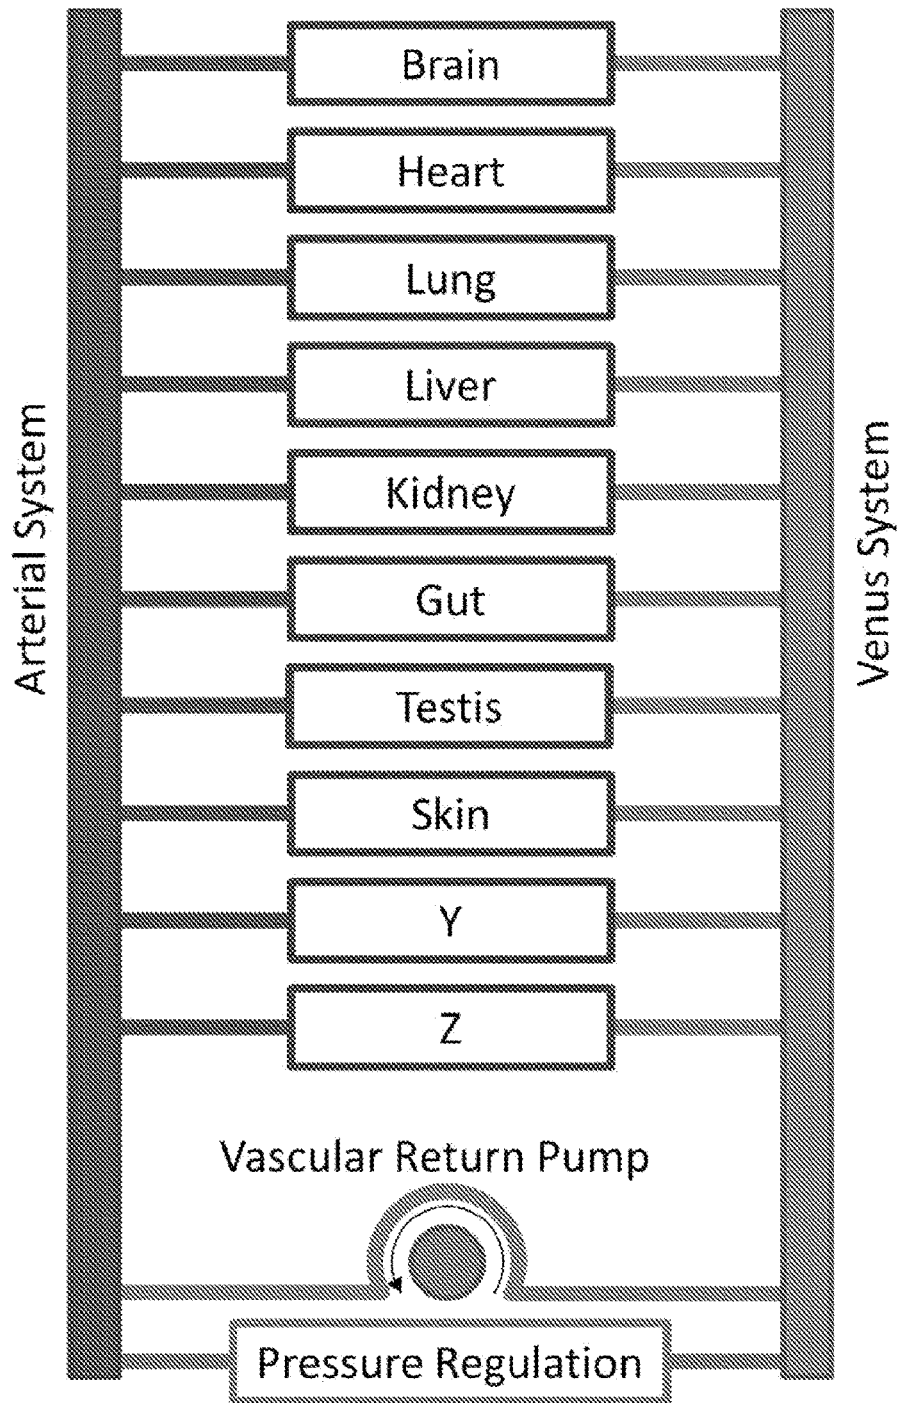 Brain
Heart
Lung
Liver
Kidney
Gut
Testis
Skin
Y
Z
Arterial System
Venus System
Vascular Return Pump
Pressure Regulation